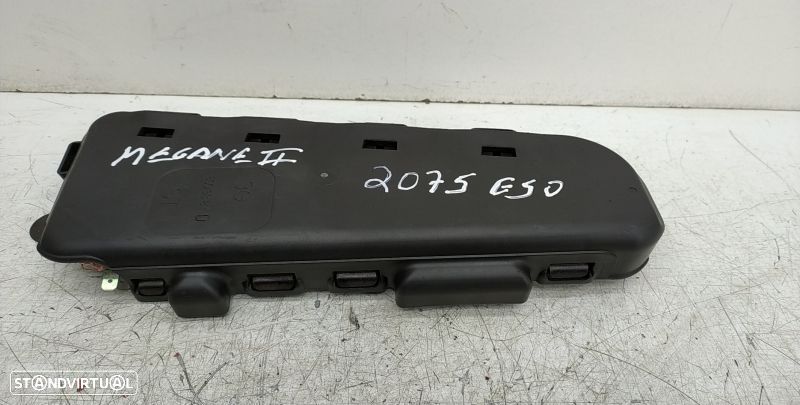 MEGANE II
2075 ESO
STANDVIRTUAL